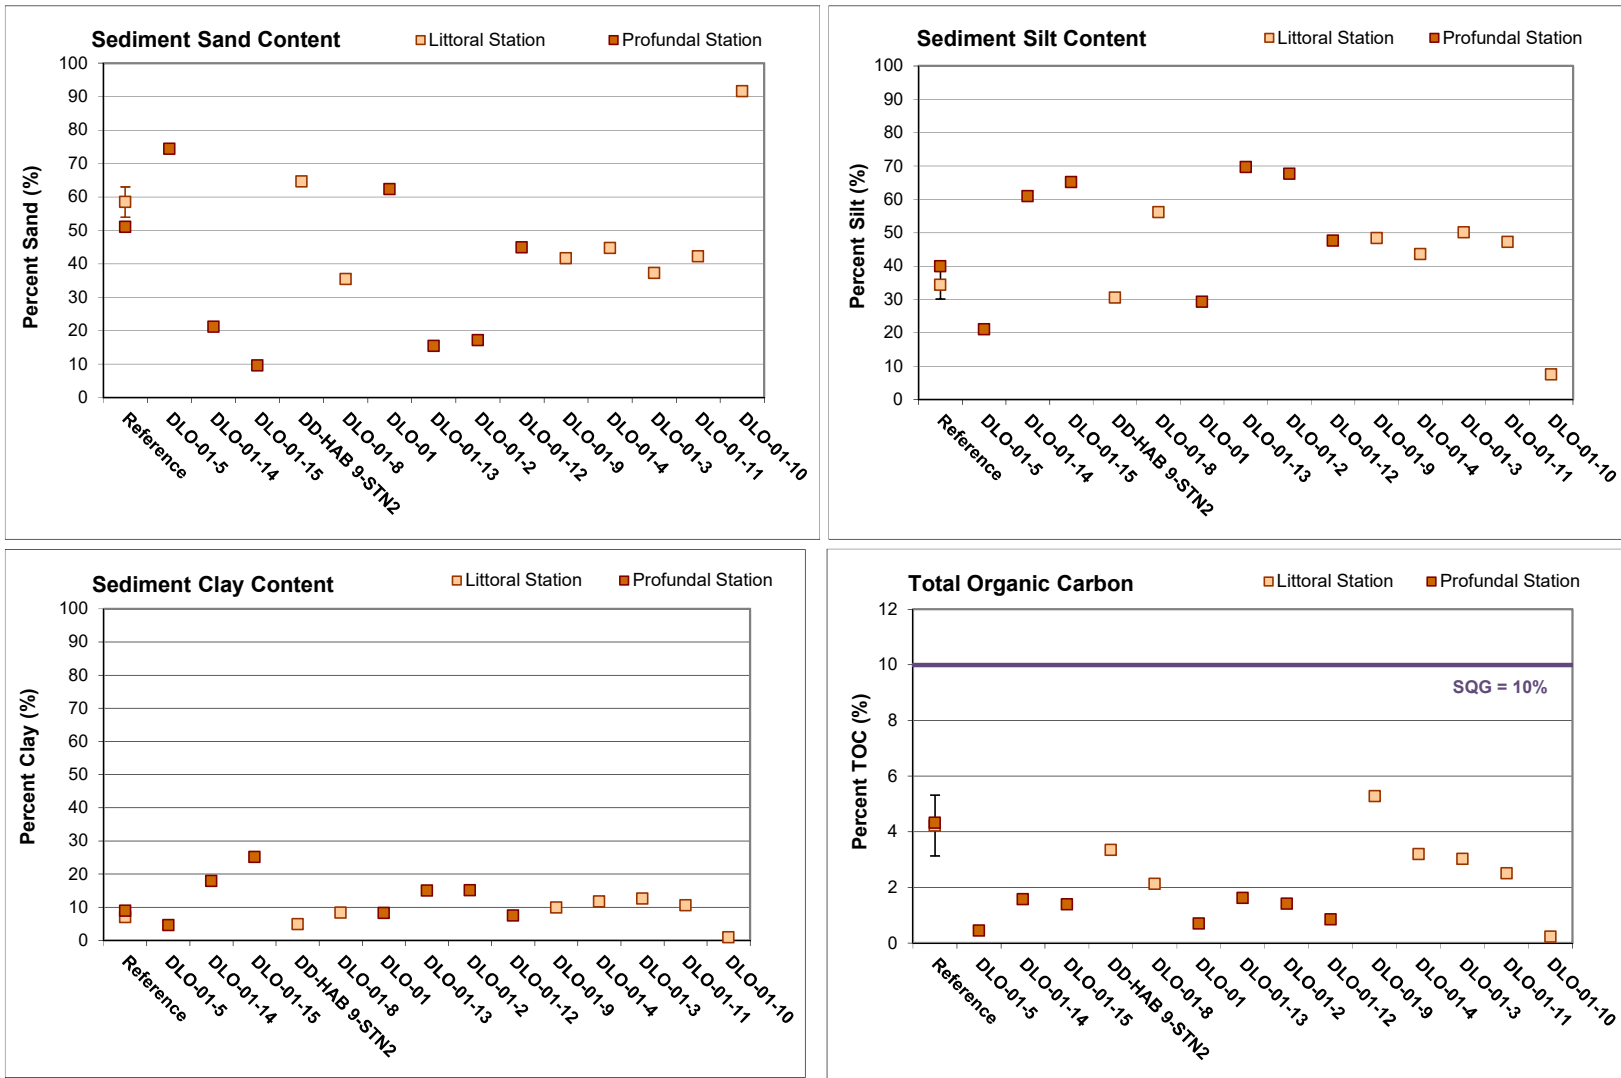 Sediment Sand Content
Littoral Station
Profundal Station
Percent Sand (%)
100
90
80
70
60
50
40
30
20
10
0
Reference
DLO-01-5
DLO-01-14
DLO-01-15
DD-HAB 9-STN2
DLO-01-8
DLO-01
DLO-01-13
DLO-01-2
DLO-01-12
DLO-01-9
DLO-01-4
DLO-01-3
DLO-01-11
DLO-01-10
Sediment Silt Content
Littoral Station
Profundal Station
Percent Silt (%)
100
90
80
70
60
50
40
30
20
10
0
Reference
DLO-01-5
DLO-01-14
DLO-01-15
DD-HAB 9-STN2
DLO-01-8
DLO-01
DLO-01-13
DLO-01-2
DLO-01-12
DLO-01-9
DLO-01-4
DLO-01-3
DLO-01-11
DLO-01-10
Sediment Clay Content
Littoral Station
Profundal Station
Percent Clay (%)
100
90
80
70
60
50
40
30
20
10
0
Reference
DLO-01-5
DLO-01-14
DLO-01-15
DD-HAB 9-STN2
DLO-01-8
DLO-01
DLO-01-13
DLO-01-2
DLO-01-12
DLO-01-9
DLO-01-4
DLO-01-3
DLO-01-11
DLO-01-10
Total Organic Carbon
Littoral Station
Profundal Station
Percent TOC (%)
12
10
8
6
4
2
0
SQG = 10%
Reference
DLO-01-5
DLO-01-14
DLO-01-15
DD-HAB 9-STN2
DLO-01-8
DLO-01
DLO-01-13
DLO-01-2
DLO-01-12
DLO-01-9
DLO-01-4
DLO-01-3
DLO-01-11
DLO-01-10